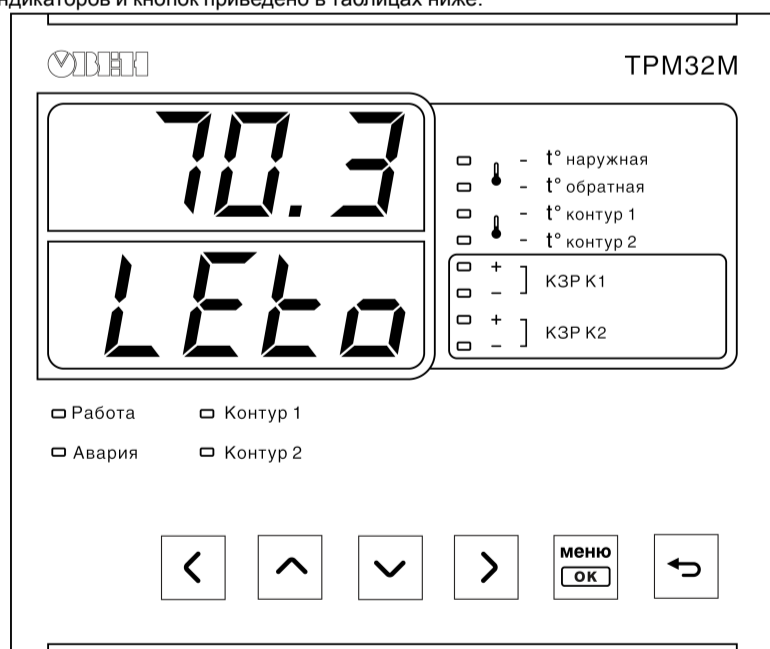 ндикаторов и кнопок приведено в таблицах ниже.
ОВЕН
ТРМ32М
70.3
LEto
t° наружная
t° обратная
t° контур 1
t° контур 2
+
КЗР К1
–
+
КЗР К2
–
Работа
Контур 1
Авария
Контур 2
меню
ОК